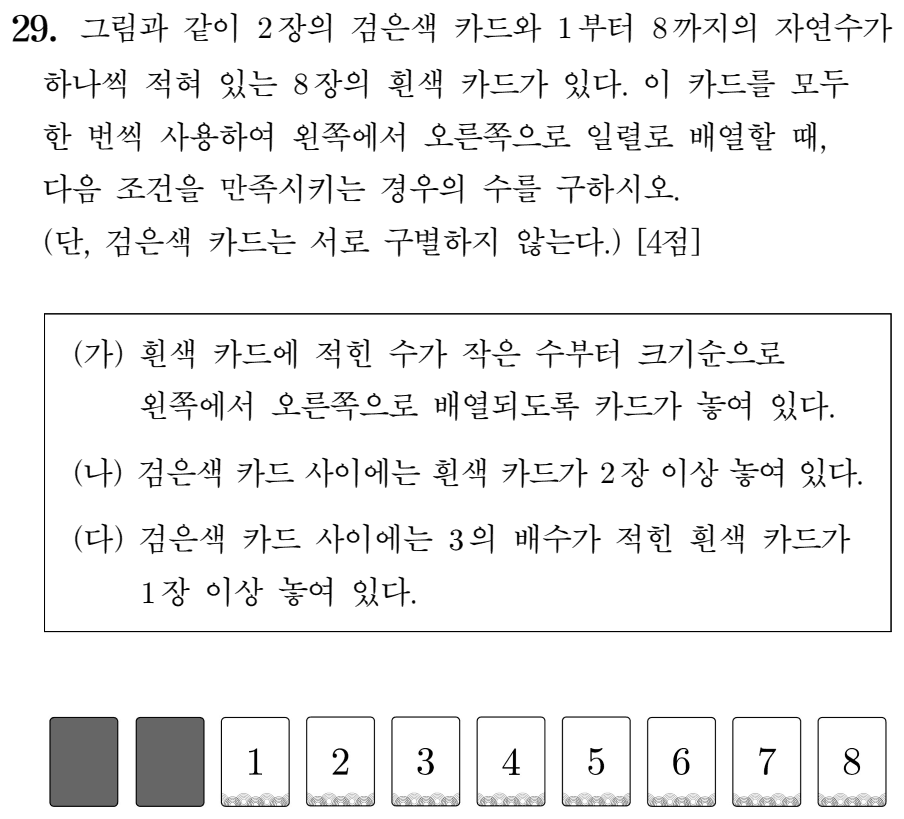 29. 그림과 같이 2장의 검은색 카드와 1부터 8까지의 자연수가
하나씩 적혀 있는 8장의 흰색 카드가 있다. 이 카드를 모두
한 번씩 사용하여 왼쪽에서 오른쪽으로 일렬로 배열할 때,
다음 조건을 만족시키는 경우의 수를 구하시오.
(단, 검은색 카드는 서로 구별하지 않는다.) [4점]
(가) 흰색 카드에 적힌 수가 작은 수부터 크기순으로
왼쪽에서 오른쪽으로 배열되도록 카드가 놓여 있다.
(나) 검은색 카드 사이에는 흰색 카드가 2장 이상 놓여 있다.
(다) 검은색 카드 사이에는 3의 배수가 적힌 흰색 카드가
1장 이상 놓여 있다.
1 2 3 4 5 6 7 8